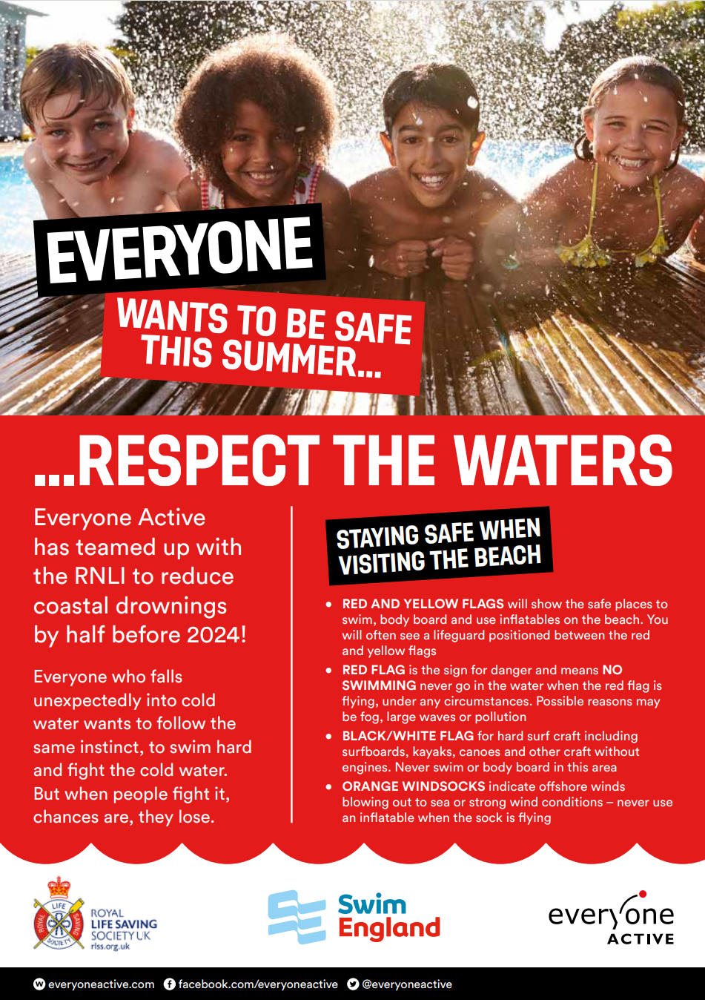 EVERYONE
WANTS TO BE SAFE
THIS SUMMER...
...RESPECT THE WATERS
Everyone Active
has teamed up with
the RNLI to reduce
coastal drownings
by half before 2024!
Everyone who falls
unexpectedly into cold
water wants to follow the
same instinct, to swim hard
and fight the cold water.
But when people fight it,
chances are, they lose.
STAYING SAFE WHEN
VISITING THE BEACH
• RED AND YELLOW FLAGS will show the safe places to
swim, body board and use inflatables on the beach. You
will often see a lifeguard positioned between the red
and yellow flags
• RED FLAG is the sign for danger and means NO
SWIMMING never go in the water when the red flag is
flying, under any circumstances. Possible reasons may
be fog, large waves or pollution
• BLACK/WHITE FLAG for hard surf craft including
surfboards, kayaks, canoes and other craft without
engines. Never swim or body board in this area
• ORANGE WINDSOCKS indicate offshore winds
blowing out to sea or strong wind conditions – never use
an inflatable when the sock is flying
LIFE
ROYAL
SAVING
SOCIETY
ROYAL
LIFE SAVING
SOCIETY UK
rlss.org.uk
Swim
England
everyone
ACTIVE
w everyoneactive.com f facebook.com/everyoneactive @everyoneactive